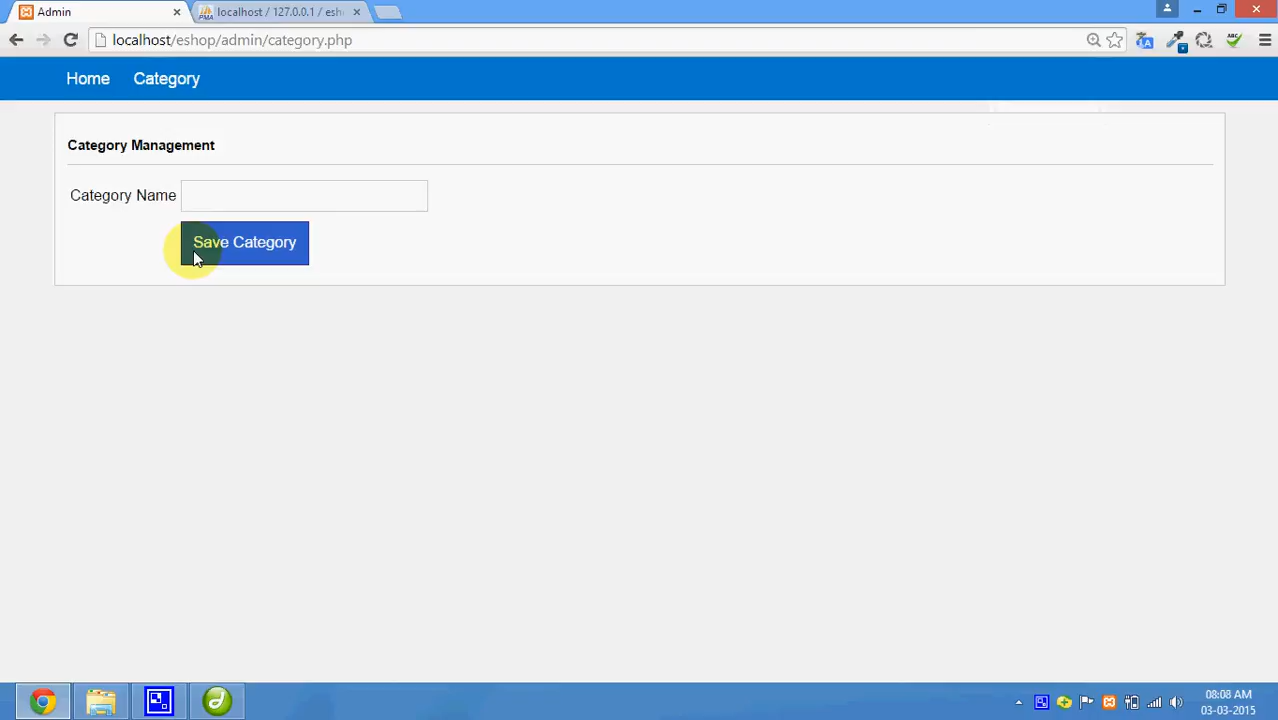 Admin
localhost / 127.0.0.1 / esh
localhost/eshop/admin/category.php
Home Category
Category Management
Category Name
Save Category
08:08 AM
03-03-2015